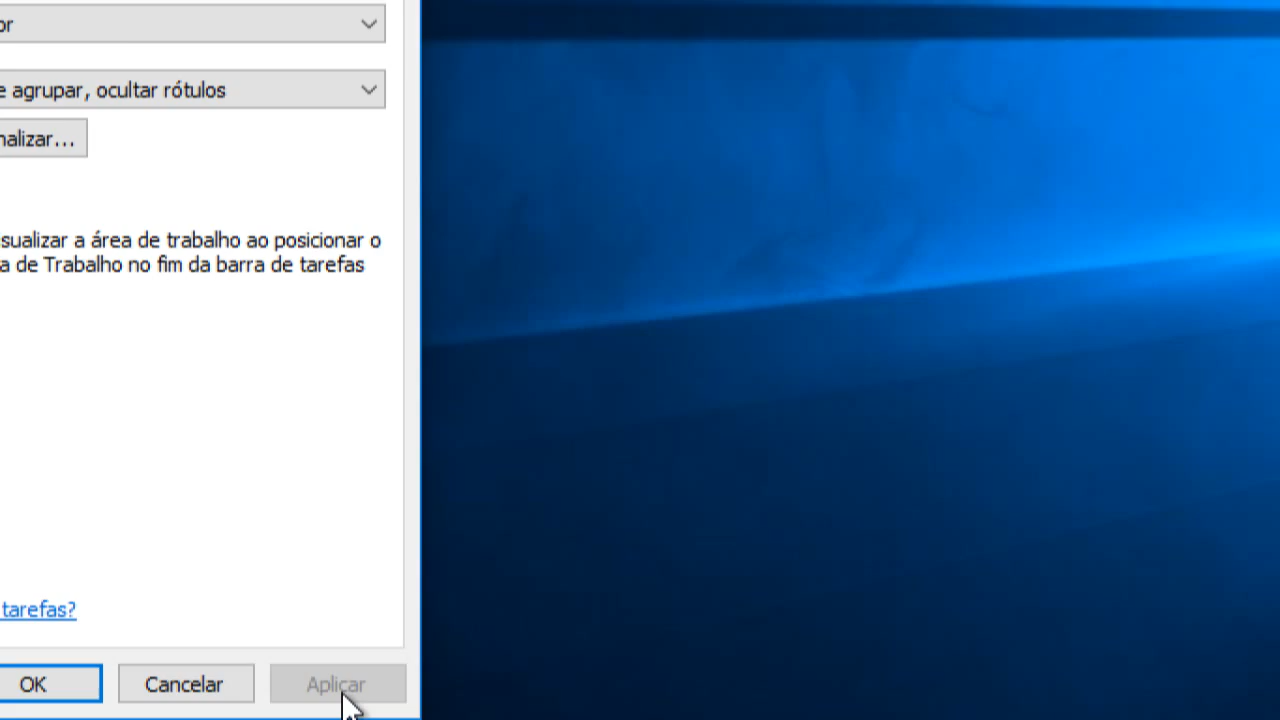 or
e agrupar, ocultar rótulos
nalizar...
sualizar a área de trabalho ao posicionar o
a de Trabalho no fim da barra de tarefas
tarefas?
OK
Cancelar
Aplicar